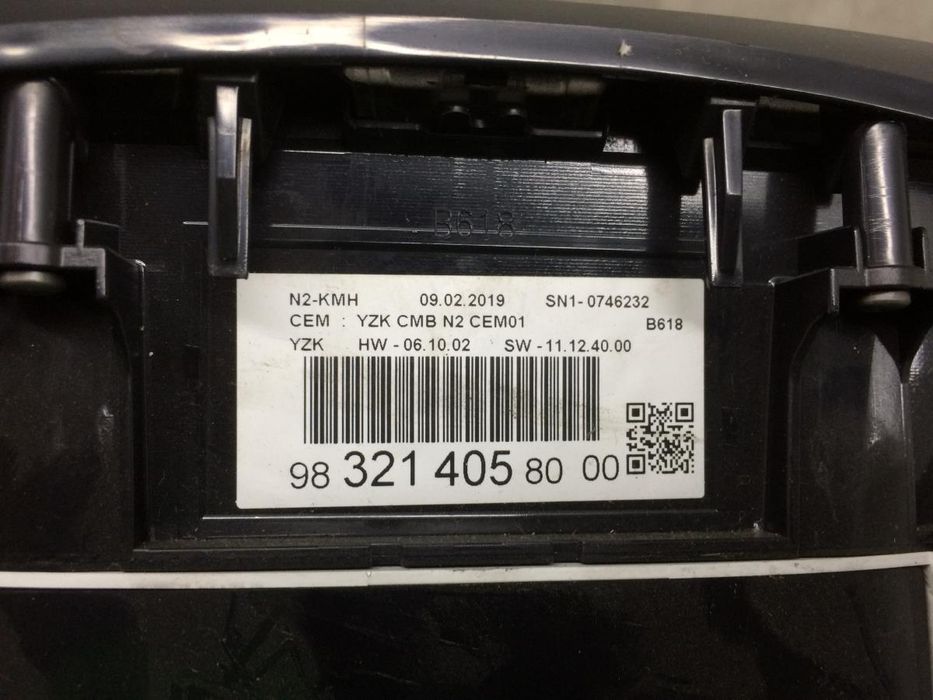 B618
N2-KMH 09.02.2019 SN1- 0746232
CEM : YZK CMB N2 CEM01 B618
YZK HW - 06.10.02 SW - 11.12.40.00
98 321 405 80 00